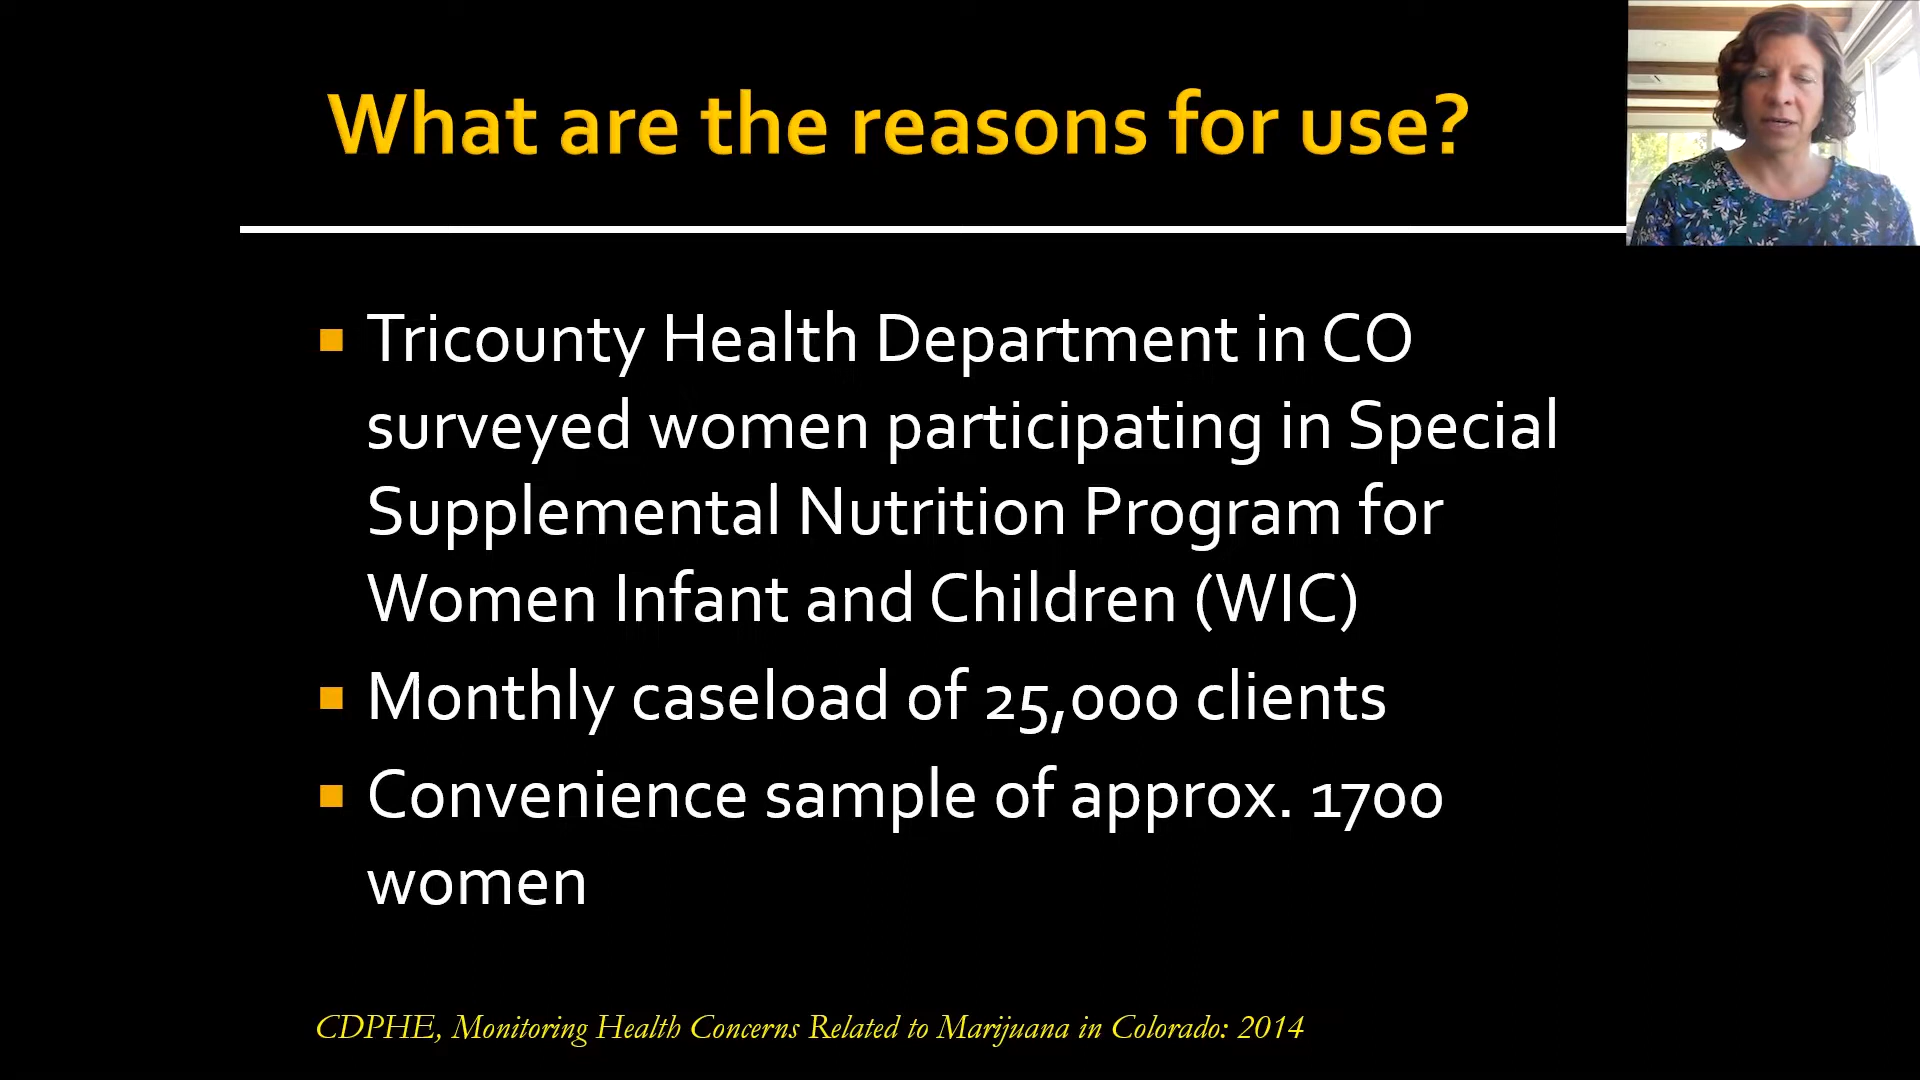 What are the reasons for use?
Tricounty Health Department in CO
surveyed women participating in Special
Supplemental Nutrition Program for
Women Infant and Children (WIC)
Monthly caseload of 25,000 clients
Convenience sample of approx. 1700
women
CDPHE, Monitoring Health Concerns Related to Marijuana in Colorado: 2014